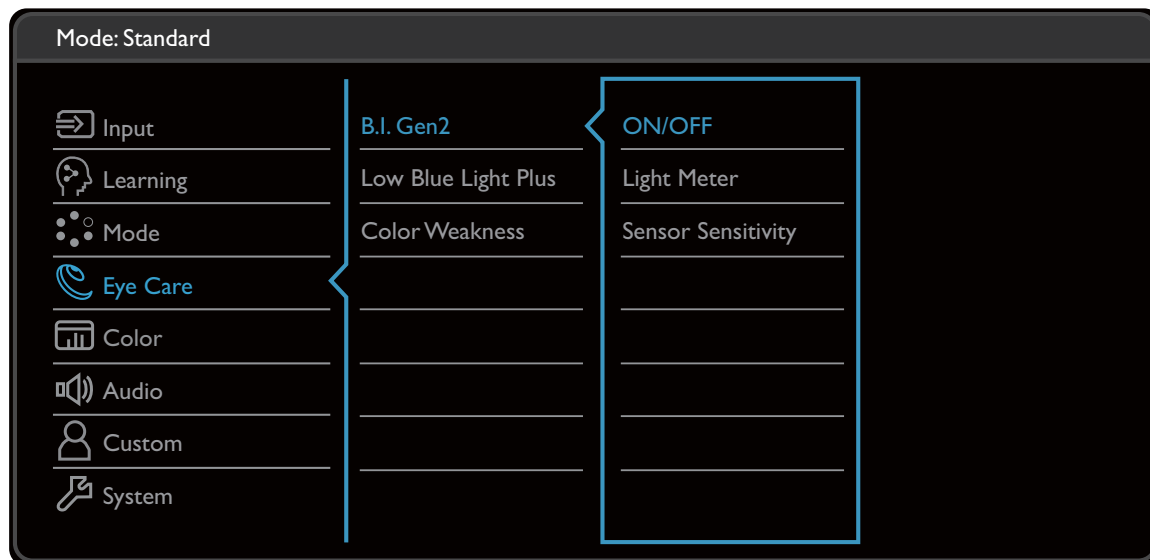 Mode: Standard
Input
Learning
Mode
Eye Care
Color
Audio
Custom
System
B.I. Gen2
Low Blue Light Plus
Color Weakness
ON/OFF
Light Meter
Sensor Sensitivity